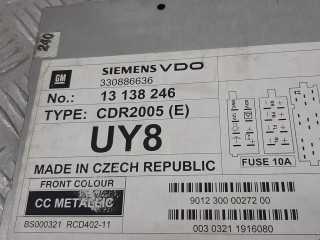 240
GM
SIEMENS VDO
330886636
No.: 13 138 246
TYPE: CDR2005 (E)
UY8
MADE IN CZECH REPUBLIC
FUSE 10A
FRONT COLOUR
CC METALLIC
9012 300 00272 00
BS000321 RCD402-11
003 0321 1916080